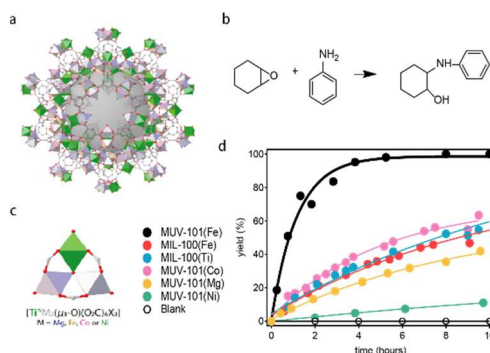 a
b
O
+
NH₂
NH
OH
c
[TiᴵⱽM₂(μ₃-O)(O₂C)₆X₃]
M = Mg, Fe, Co or Ni
MUV-101(Fe)
MIL-100(Fe)
MIL-100(Ti)
MUV-101(Co)
MUV-101(Mg)
MUV-101(Ni)
Blank
d
yield (%)
100
80
60
40
20
0
0
2
4
6
8
10
time (hours)